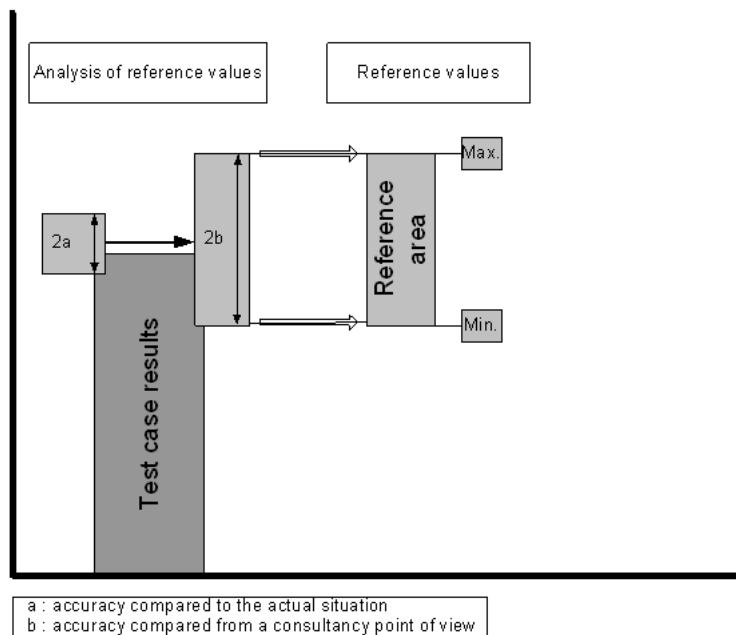 Analysis of reference values
Reference values
Max.
2a
2b
Reference
area
Min.
Test case results
a : accuracy compared to the actual situation
b : accuracy compared from a consultancy point of view